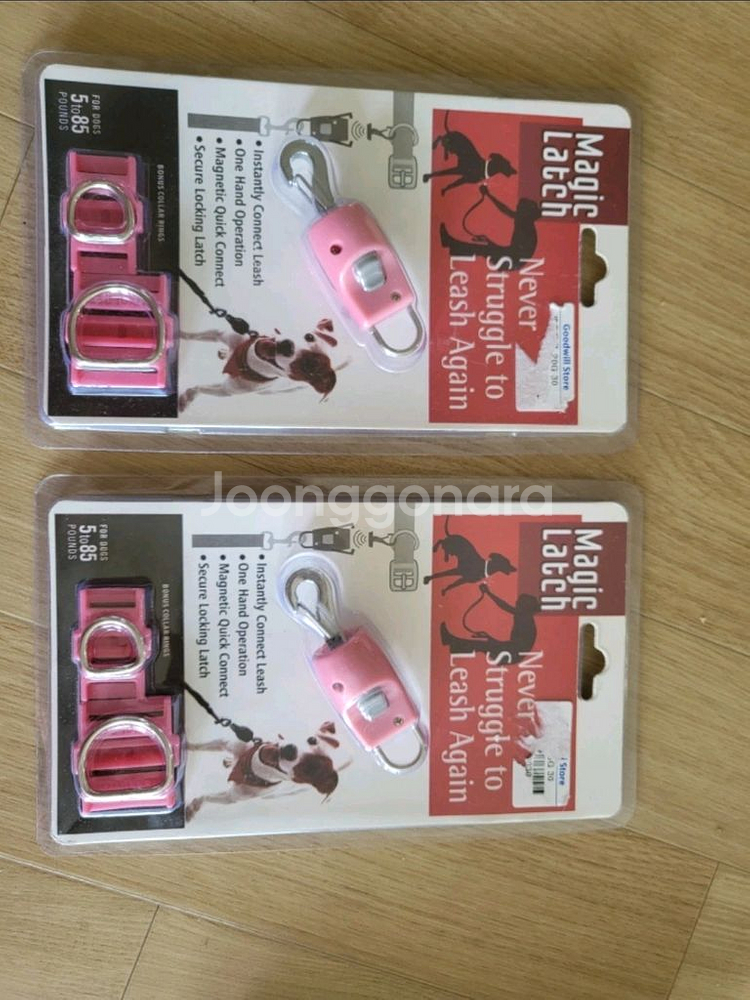 Magic
Latch
Never
Struggle to
Leash Again
Goodwill Store
30
• Instantly Connect Leash
• One Hand Operation
• Magnetic Quick Connect
• Secure Locking Latch
BONUS COLLAR RINGS
FOR DOGS
5 to 85
POUNDS
Joonggonara
Magic
Latch
Never
Struggle to
Leash Again
Store
30
• Instantly Connect Leash
• One Hand Operation
• Magnetic Quick Connect
• Secure Locking Latch
BONUS COLLAR RINGS
FOR DOGS
5 to 85
POUNDS